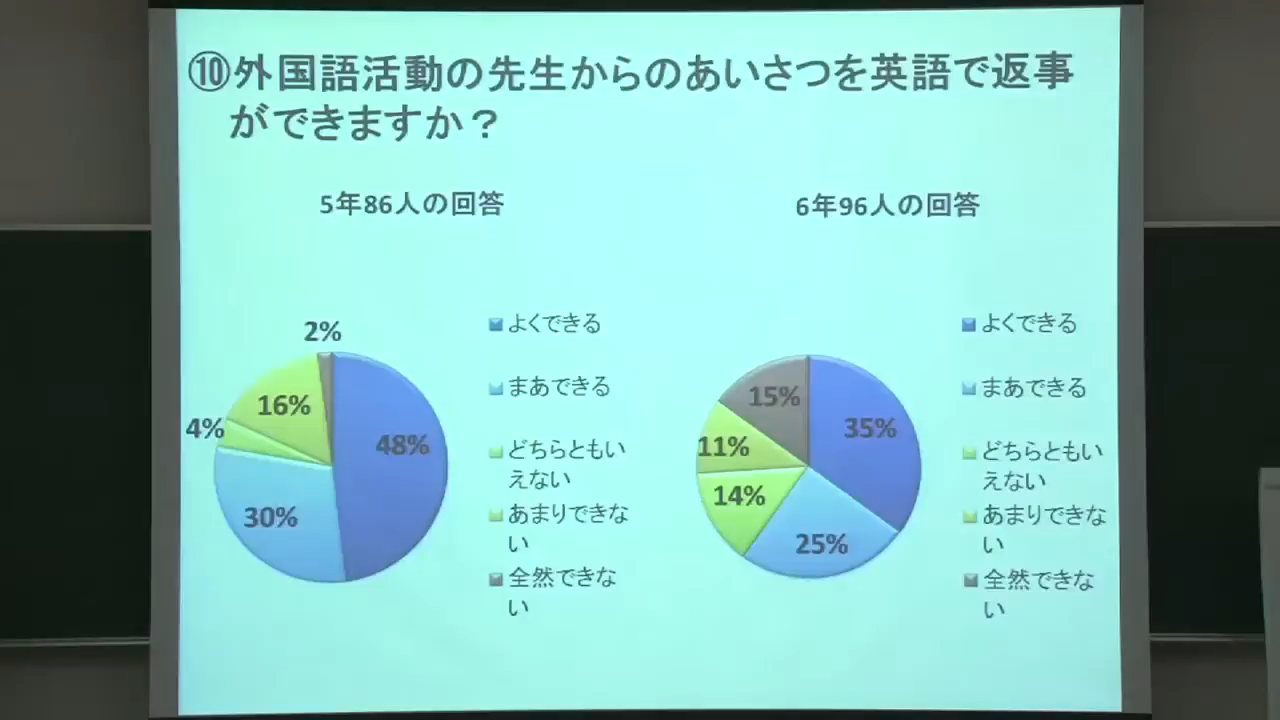 ⑩外国語活動の先生からのあいさつを英語で返事
ができますか？
5年86人の回答
2%
16%
4%
48%
30%
よくできる
まあできる
どちらともい
えない
あまりできな
い
全然できな
い
6年96人の回答
15%
35%
11%
14%
25%
よくできる
まあできる
どちらともい
えない
あまりできな
い
全然できな
い